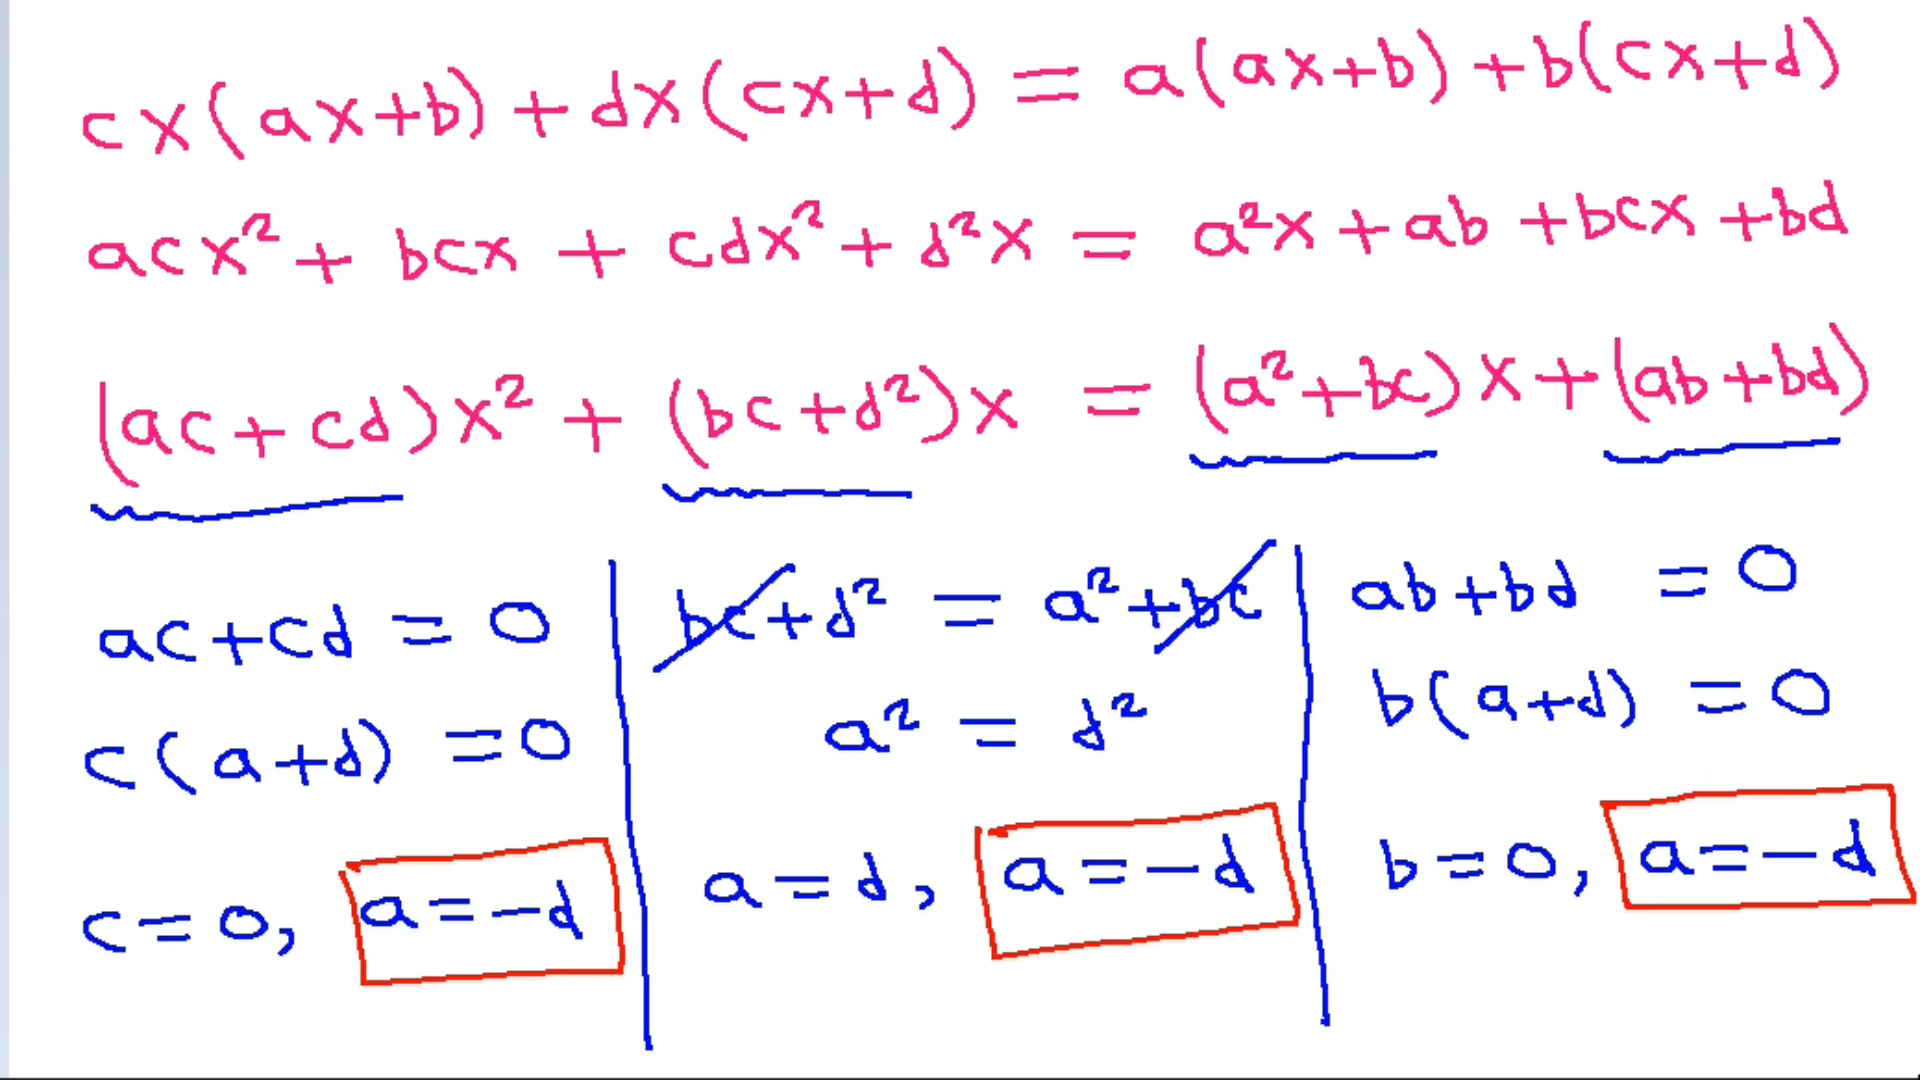 cx(ax+b) + dx(cx+d) = a(ax+b) + b(cx+d)
acx² + bcx + cdx² + d²x = a²x + ab + bcx + bd
(ac + cd)x² + (bc + d²)x = (a² + bc)x + (ab + bd)
ac + cd = 0
c(a+d) = 0
c = 0, a = -d
bc + d² = a² + bc
a² = d²
a = d, a = -d
ab + bd = 0
b(a+d) = 0
b = 0, a = -d